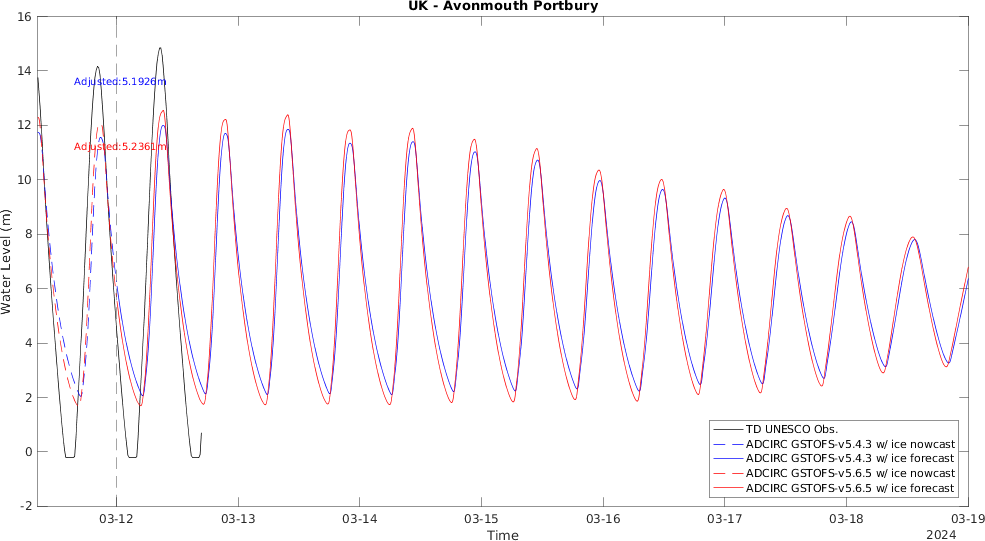 UK - Avonmouth Portbury
16
14
12
10
8
6
4
2
0
-2
Water Level (m)
Adjusted:5.1926m
Adjusted:5.2361m
TD UNESCO Obs.
ADCIRC GSTOFS-v5.4.3 w/ ice nowcast
ADCIRC GSTOFS-v5.4.3 w/ ice forecast
ADCIRC GSTOFS-v5.6.5 w/ ice nowcast
ADCIRC GSTOFS-v5.6.5 w/ ice forecast
03-12 03-13 03-14 03-15 03-16 03-17 03-18 03-19
Time
2024